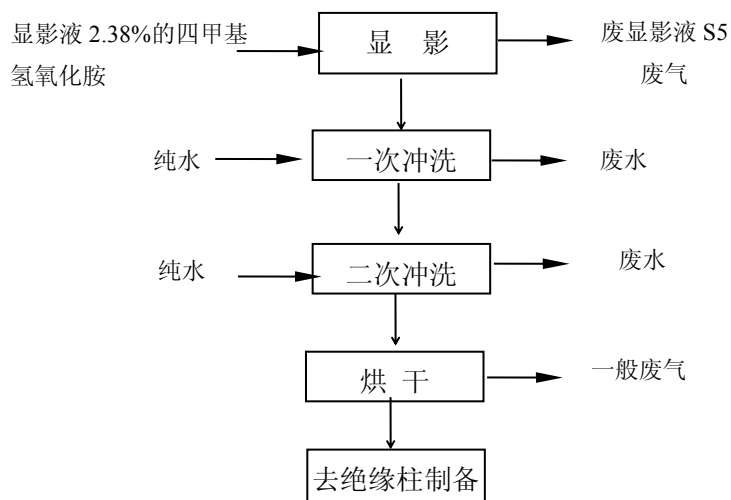 显影液 2.38%的四甲基
氢氧化胺
显 影
废显影液 S5
废气
纯水
一次冲洗
废水
纯水
二次冲洗
废水
烘 干
一般废气
去绝缘柱制备